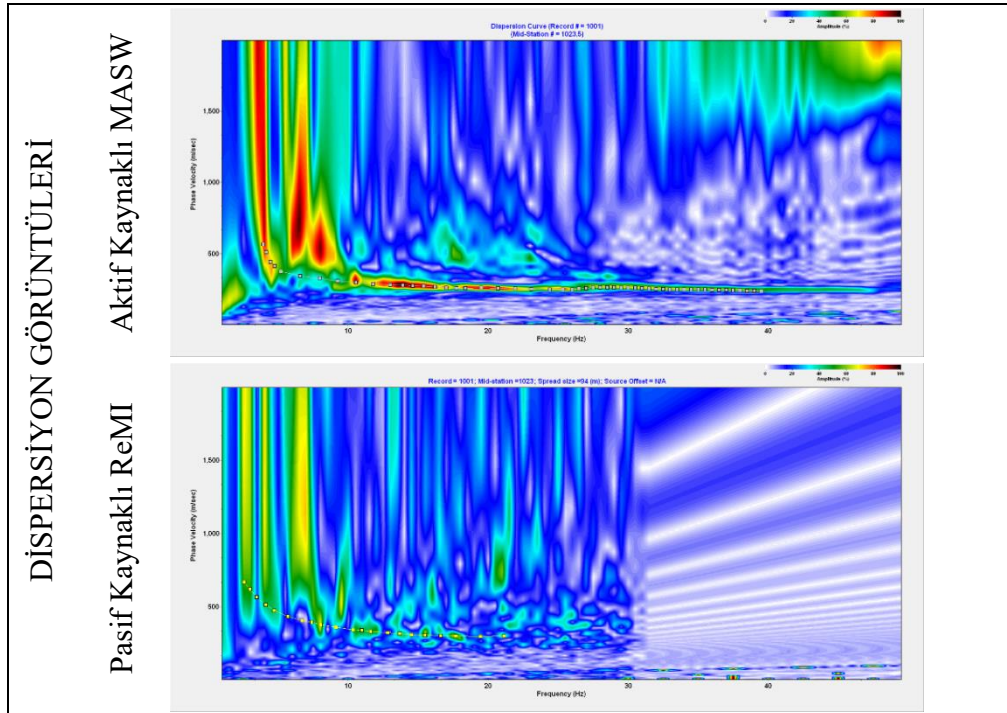 DİSPERSİYON GÖRÜNTÜLERİ
Aktif Kaynaklı MASW
Dispersion Curve (Record # = 1001)
(Mid-Station # = 1023.5)
0 20 40 60 80 100
Amplitude (%)
Phase Velocity (m/sec)
1,500
1,000
500
10 20 30 40
Frequency (Hz)
Pasif Kaynaklı ReMI
Record = 1001; Mid-station =1023; Spread size =94 (m); Source Offset = N/A
0 20 40 60 80 100
Amplitude (%)
Phase Velocity (m/sec)
1,500
1,000
500
10 20 30 40
Frequency (Hz)